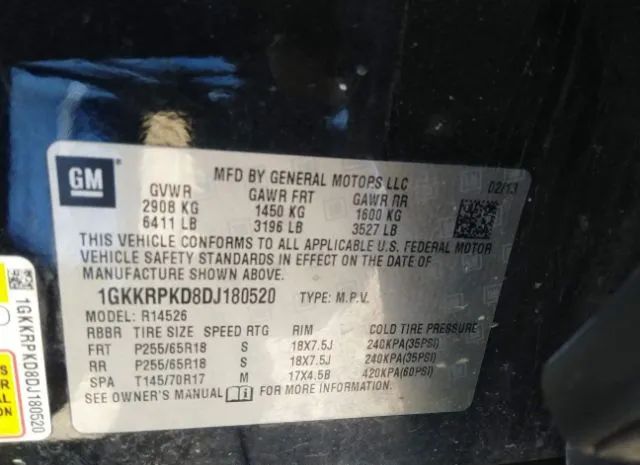 GM
MFD BY GENERAL MOTORS LLC 02/13
GVWR GAWR FRT GAWR RR
2908 KG 1450 KG 1600 KG
6411 LB 3196 LB 3527 LB
THIS VEHICLE CONFORMS TO ALL APPLICABLE U.S. FEDERAL MOTOR
VEHICLE SAFETY STANDARDS IN EFFECT ON THE DATE OF
MANUFACTURE SHOWN ABOVE.
1GKKRPKD8DJ180520 TYPE: M.P.V.
MODEL: R14526
RBBR TIRE SIZE SPEED RTG RIM COLD TIRE PRESSURE
FRT P255/65R18 S 18X7.5J 240KPA(35PSI)
RR P255/65R18 S 18X7.5J 240KPA(35PSI)
SPA T145/70R17 M 17X4.5B 420KPA(60PSI)
SEE OWNER'S MANUAL FOR MORE INFORMATION.
1GKKRPKD8DJ180520